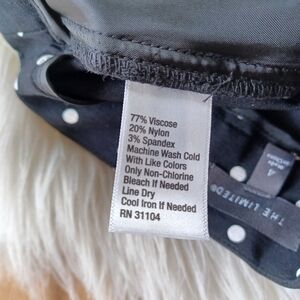 77% Viscose
20% Nylon
3% Spandex
Machine Wash Cold
With Like Colors
Only Non-Chlorine
Bleach If Needed
Line Dry
Cool Iron If Needed
RN 31104
THE LIMITED®
4